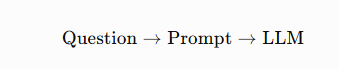 Question → Prompt → LLM